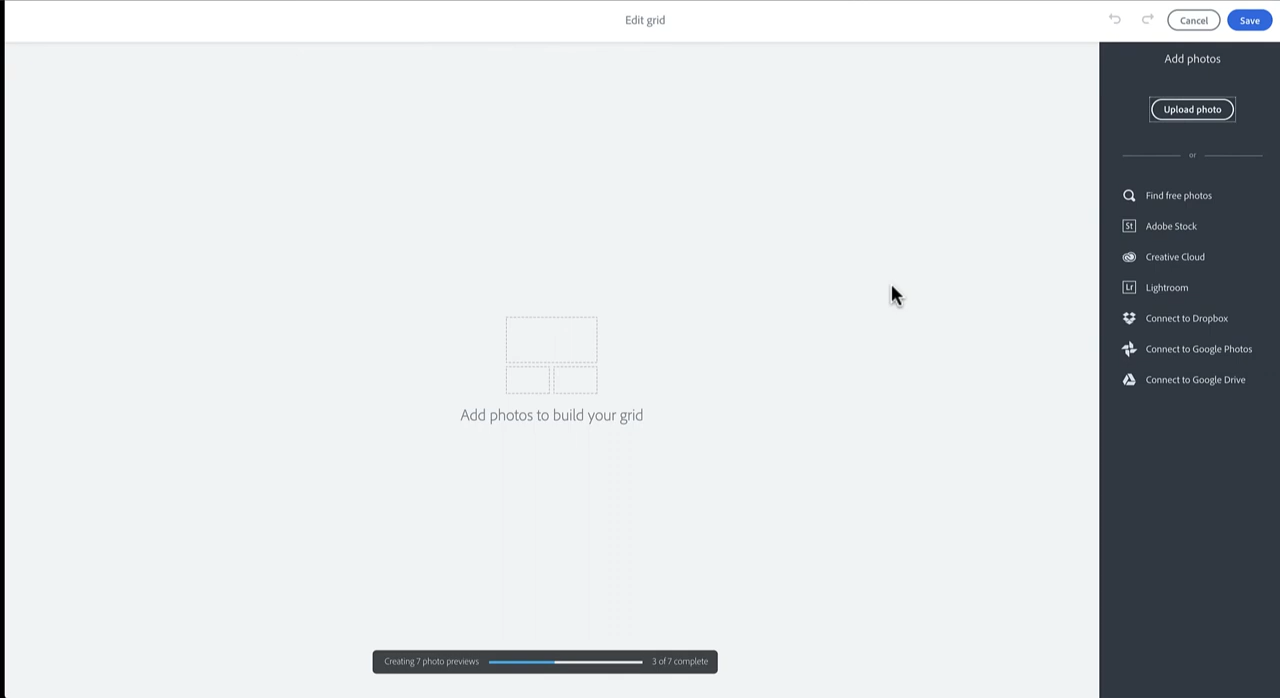 Edit grid
Cancel
Save
Add photos
Upload photo
or
Find free photos
St Adobe Stock
Creative Cloud
Lr Lightroom
Connect to Dropbox
Connect to Google Photos
Connect to Google Drive
Add photos to build your grid
Creating 7 photo previews 3 of 7 complete